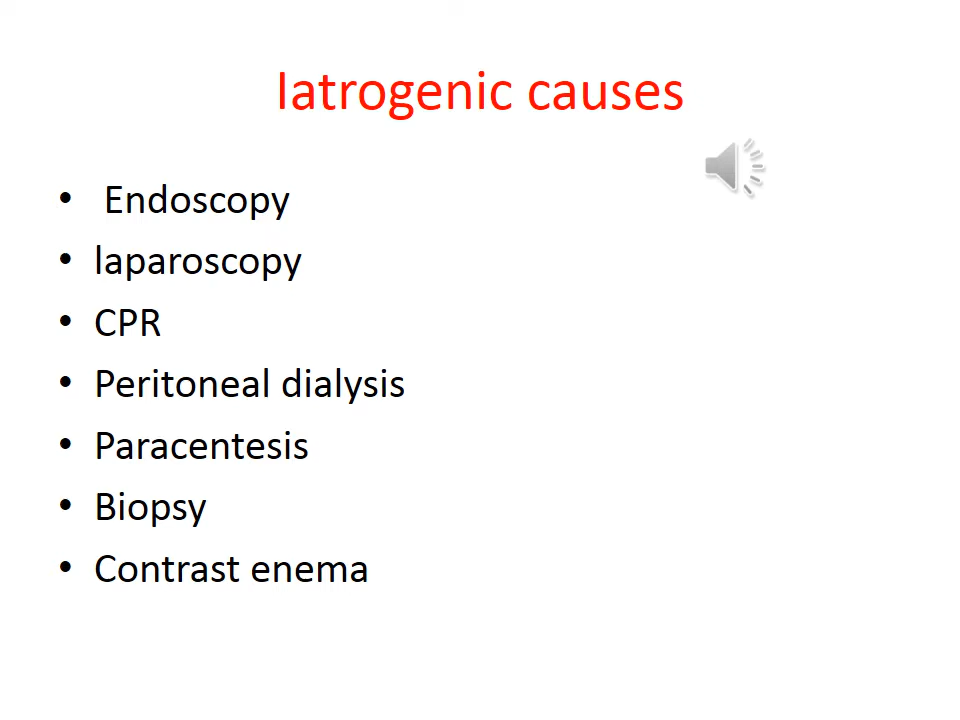 Iatrogenic causes
• Endoscopy
• laparoscopy
• CPR
• Peritoneal dialysis
• Paracentesis
• Biopsy
• Contrast enema